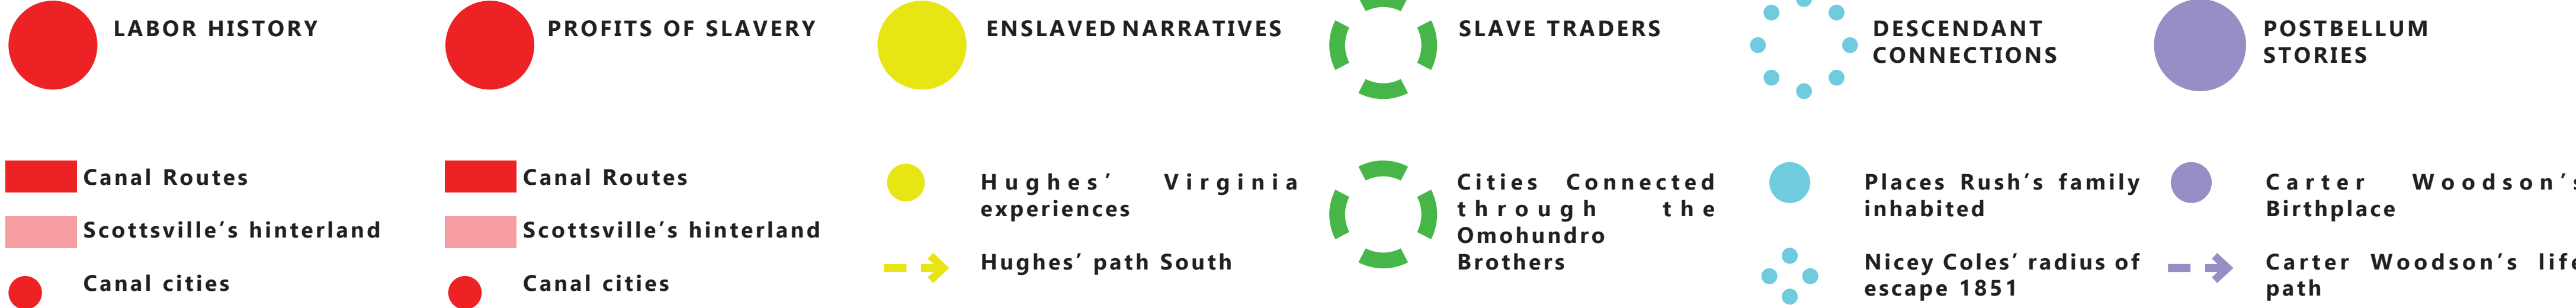 LABOR HISTORY
Canal Routes
Scottsville’s hinterland
Canal cities
PROFITS OF SLAVERY
Canal Routes
Scottsville’s hinterland
Canal cities
ENSLAVED NARRATIVES
Hughes’ Virginia
experiences
Hughes’ path South
SLAVE TRADERS
Cities Connected
through the
Omohundro
Brothers
DESCENDANT
CONNECTIONS
Places Rush’s family
inhabited
Nicey Coles’ radius of
escape 1851
POSTBELLUM
STORIES
Carter Woodson’s
Birthplace
Carter Woodson’s life
path